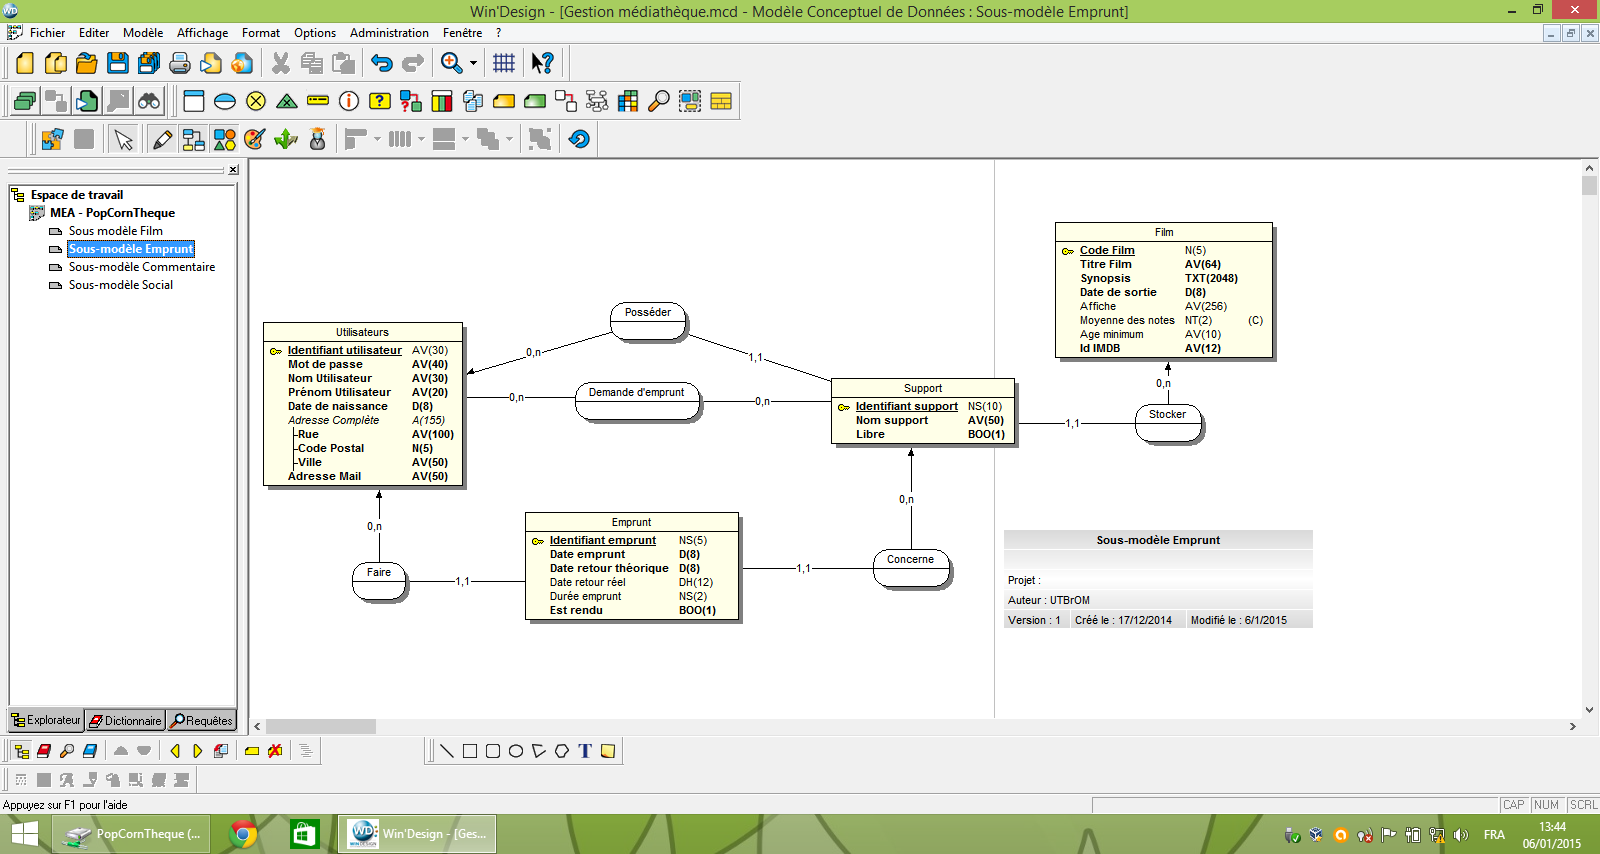 Win'Design - [Gestion médiathèque.mcd - Modèle Conceptuel de Données : Sous-modèle Emprunt]
Fichier Editer Modèle Affichage Format Options Administration Fenêtre ?
Espace de travail
MEA - PopCornTheque
Sous modèle Film
Sous-modèle Emprunt
Sous-modèle Commentaire
Sous-modèle Social
Explorateur Dictionnaire Requêtes
Film
Code Film N(5)
Titre Film AV(64)
Synopsis TXT(2048)
Date de sortie D(8)
Affiche AV(256)
Moyenne des notes NT(2) (C)
Age minimum AV(10)
Id IMDB AV(12)
0,n
Stocker
1,1
Posséder
0,n
1,1
Demande d'emprunt
0,n
0,n
Utilisateurs
Identifiant utilisateur AV(30)
Mot de passe AV(40)
Nom Utilisateur AV(30)
Prénom Utilisateur AV(20)
Date de naissance D(8)
Adresse Complète A(155)
Rue AV(100)
Code Postal N(5)
Ville AV(50)
Adresse Mail AV(50)
Support
Identifiant support NS(10)
Nom support AV(50)
Libre BOO(1)
0,n
Faire
1,1
Emprunt
Identifiant emprunt NS(5)
Date emprunt D(8)
Date retour théorique D(8)
Date retour réel DH(12)
Durée emprunt NS(2)
Est rendu BOO(1)
1,1
Concerne
0,n
Sous-modèle Emprunt
Projet :
Auteur : UTBrOM
Version : 1 Créé le : 17/12/2014 Modifié le : 6/1/2015
T
Appuyez sur F1 pour l'aide
CAP NUM SCRL
PopCornTheque (...
WD
WIN'DESIGN
Win'Design - [Ges...
FRA
13:44
06/01/2015